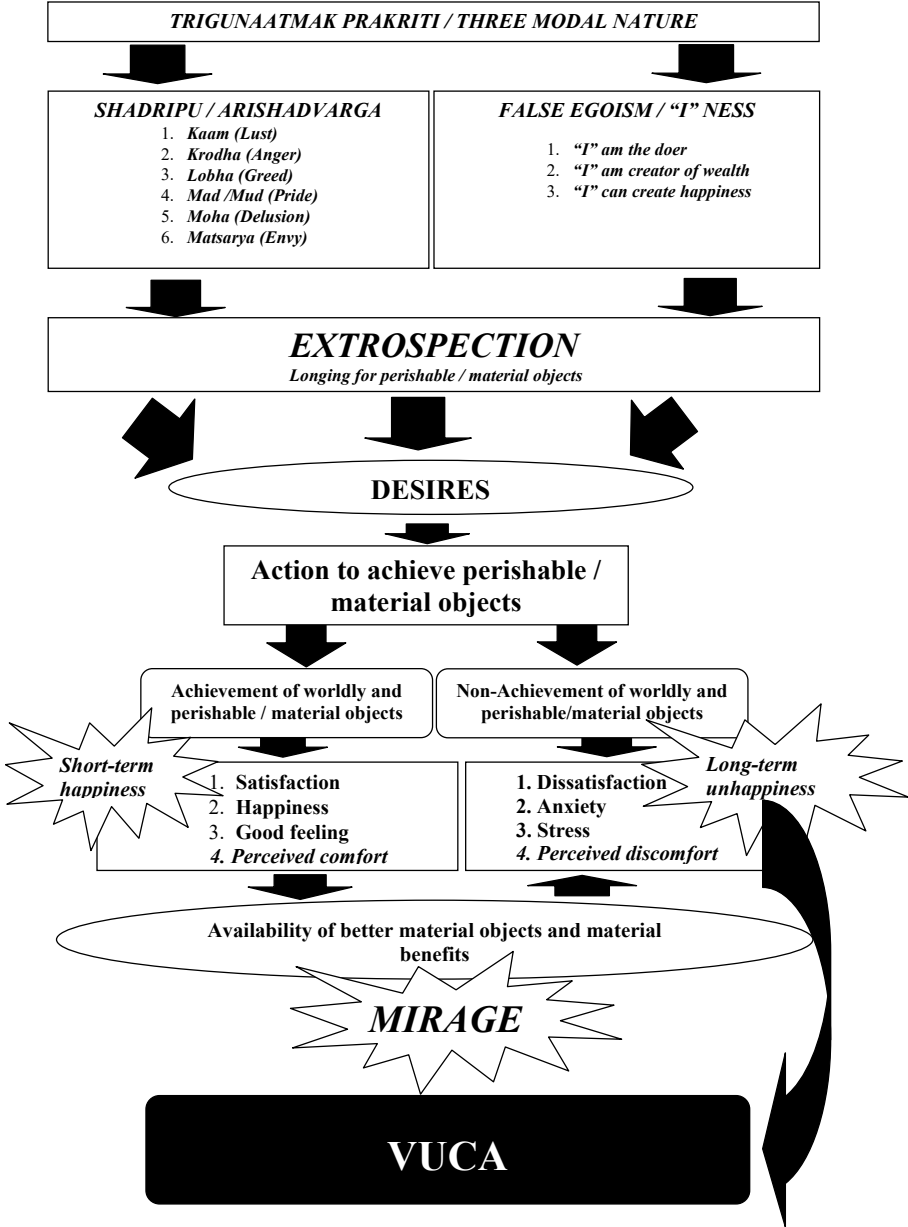 TRIGUNAATMAK PRAKRITI / THREE MODAL NATURE
SHADRIPU / ARISHADVARGA
1. Kaam (Lust)
2. Krodha (Anger)
3. Lobha (Greed)
4. Mad /Mud (Pride)
5. Moha (Delusion)
6. Matsarya (Envy)
FALSE EGOISM / “I” NESS
1. “I” am the doer
2. “I” am creator of wealth
3. “I” can create happiness
EXTROSPECTION
Longing for perishable / material objects
DESIRES
Action to achieve perishable /
material objects
Achievement of worldly and
perishable / material objects
Non-Achievement of worldly and
perishable/material objects
Short-term
happiness
1. Satisfaction
2. Happiness
3. Good feeling
4. Perceived comfort
1. Dissatisfaction
2. Anxiety
3. Stress
4. Perceived discomfort
Long-term
unhappiness
Availability of better material objects and material
benefits
MIRAGE
VUCA